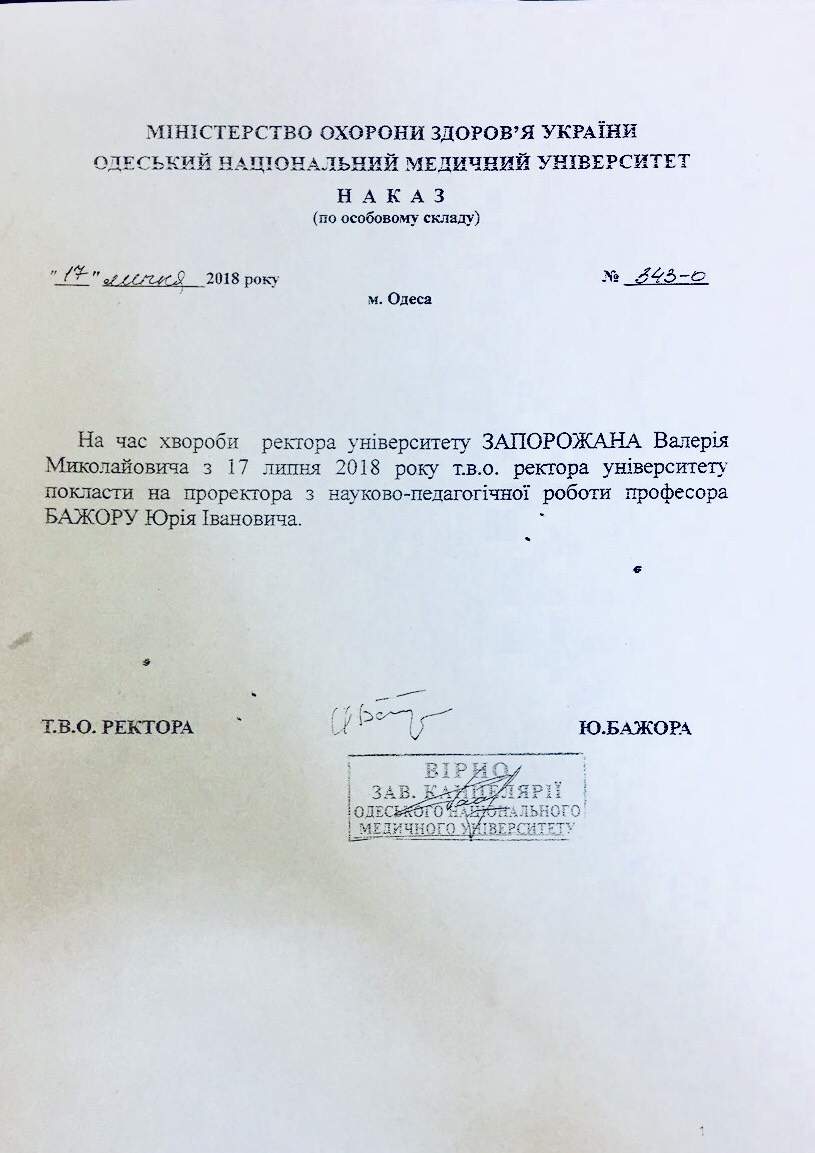 МІНІСТЕРСТВО ОХОРОНИ ЗДОРОВ’Я УКРАЇНИ
ОДЕСЬКИЙ НАЦІОНАЛЬНИЙ МЕДИЧНИЙ УНІВЕРСИТЕТ
Н А К А З
(по особовому складу)
"17" липня 2018 року № 343-О
м. Одеса
На час хвороби ректора університету ЗАПОРОЖАНА Валерія
Миколайовича з 17 липня 2018 року т.в.о. ректора університету
покласти на проректора з науково-педагогічної роботи професора
БАЖОРУ Юрія Івановича.
Т.В.О. РЕКТОРА Ю.БАЖОРА
ВІРНО
ЗАВ. КАНЦЕЛЯРІЇ
ОДЕСЬКОГО НАЦІОНАЛЬНОГО
МЕДИЧНОГО УНІВЕРСИТЕТУ
1